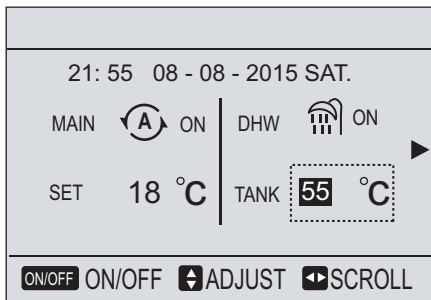 21: 55 08 - 08 - 2015 SAT.
MAIN A ON DHW ON
SET 18 °C TANK 55 °C
ON/OFF ON/OFF ADJUST SCROLL